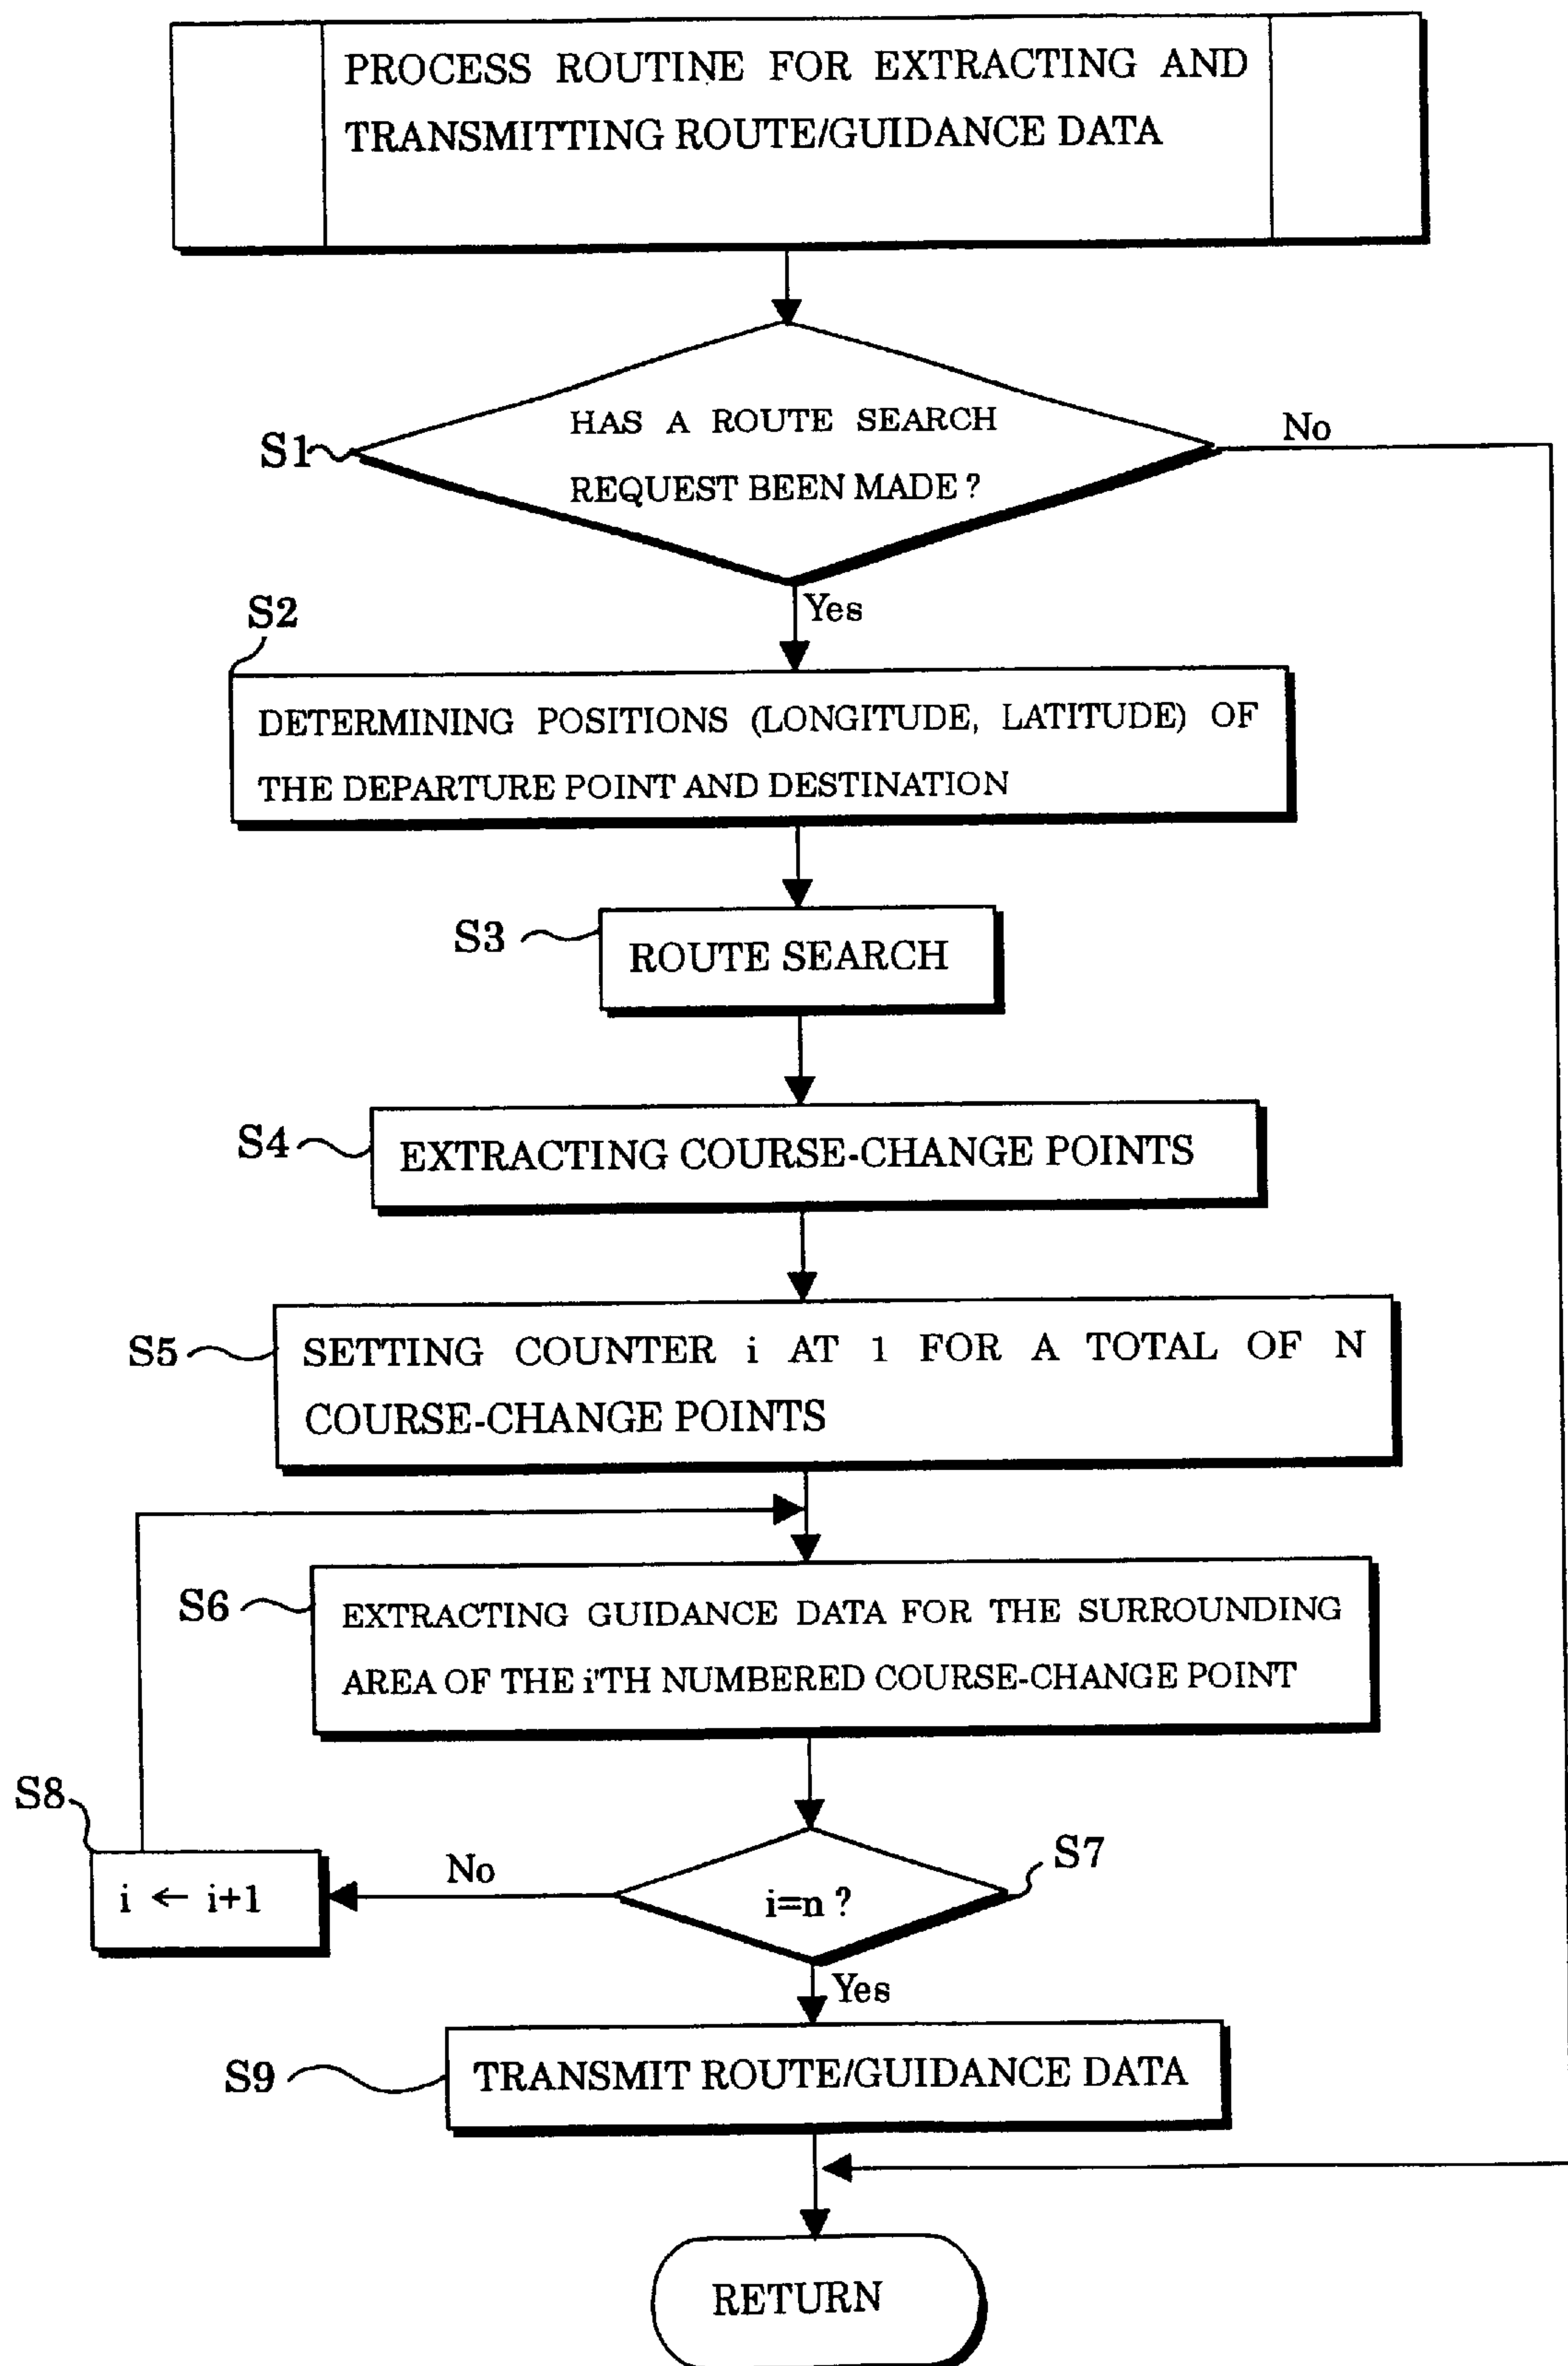 PROCESS ROUTINE FOR EXTRACTING AND
TRANSMITTING ROUTE/GUIDANCE DATA
S1
HAS A ROUTE SEARCH
REQUEST BEEN MADE ?
No
Yes
S2
DETERMINING POSITIONS (LONGITUDE, LATITUDE) OF
THE DEPARTURE POINT AND DESTINATION
S3
ROUTE SEARCH
S4
EXTRACTING COURSE-CHANGE POINTS
S5
SETTING COUNTER i AT 1 FOR A TOTAL OF N
COURSE-CHANGE POINTS
S6
EXTRACTING GUIDANCE DATA FOR THE SURROUNDING
AREA OF THE i'TH NUMBERED COURSE-CHANGE POINT
S8
i ← i+1
No
i=n ?
S7
Yes
S9
TRANSMIT ROUTE/GUIDANCE DATA
RETURN